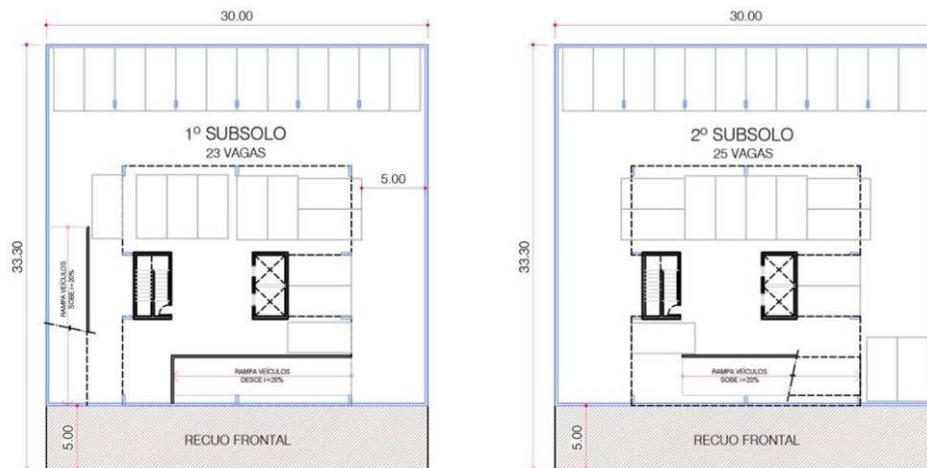 30.00
1º SUBSOLO
23 VAGAS
5.00
33.30
RAMPA VEÍCULOS
SOBE i=20%
RAMPA VEÍCULOS
DESCE i=20%
5.00
RECUO FRONTAL
30.00
2º SUBSOLO
25 VAGAS
33.30
RAMPA VEÍCULOS
SOBE i=20%
5.00
RECUO FRONTAL